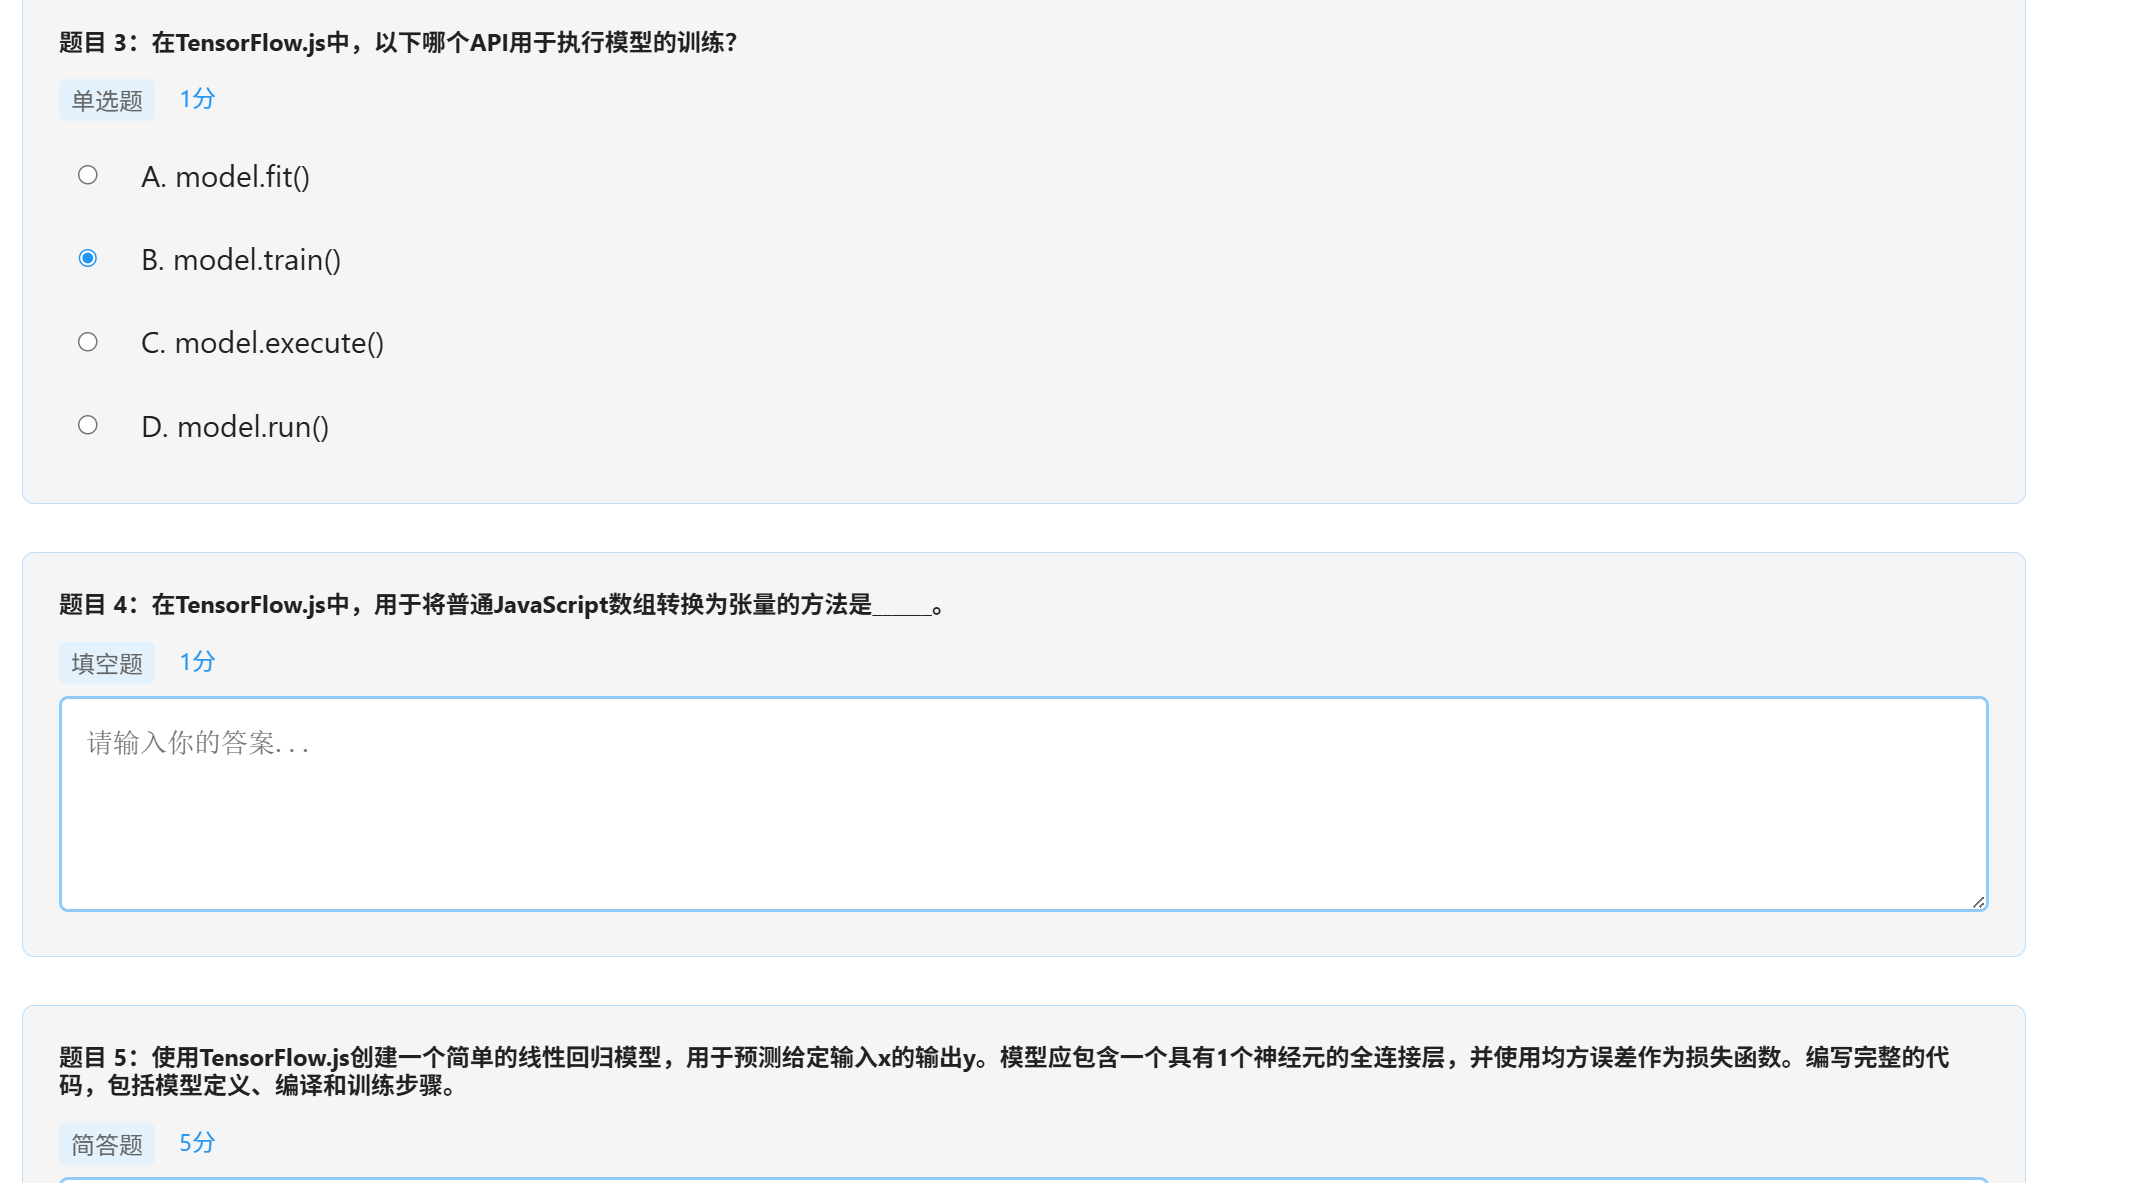 题目 3：在TensorFlow.js中，以下哪个API用于执行模型的训练？
单选题 1分
A. model.fit()
B. model.train()
C. model.execute()
D. model.run()
题目 4：在TensorFlow.js中，用于将普通JavaScript数组转换为张量的方法是______。
填空题 1分
请输入你的答案...
题目 5：使用TensorFlow.js创建一个简单的线性回归模型，用于预测给定输入x的输出y。模型应包含一个具有1个神经元的全连接层，并使用均方误差作为损失函数。编写完整的代
码，包括模型定义、编译和训练步骤。
简答题 5分